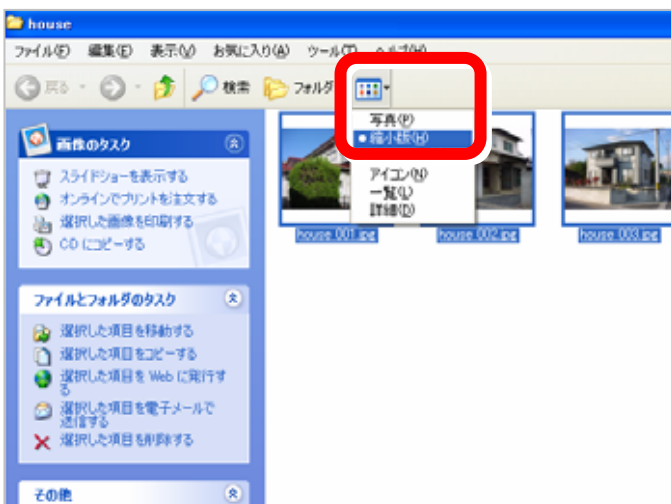 house
ファイル(F) 編集(E) 表示(V) お気に入り(A) ツール(T) ヘルプ(H)
戻る 検索 フォルダ
写真(P)
縮小版(H)
アイコン(N)
一覧(L)
詳細(D)
画像のタスク
スライドショーを表示する
オンラインでプリントを注文する
選択した画像を印刷する
CD にコピーする
house_001.jpg house_002.jpg house_003.jpg
ファイルとフォルダのタスク
選択した項目を移動する
選択した項目をコピーする
選択した項目を Web に発行す
る
選択した項目を電子メールで
送信する
選択した項目を削除する
その他